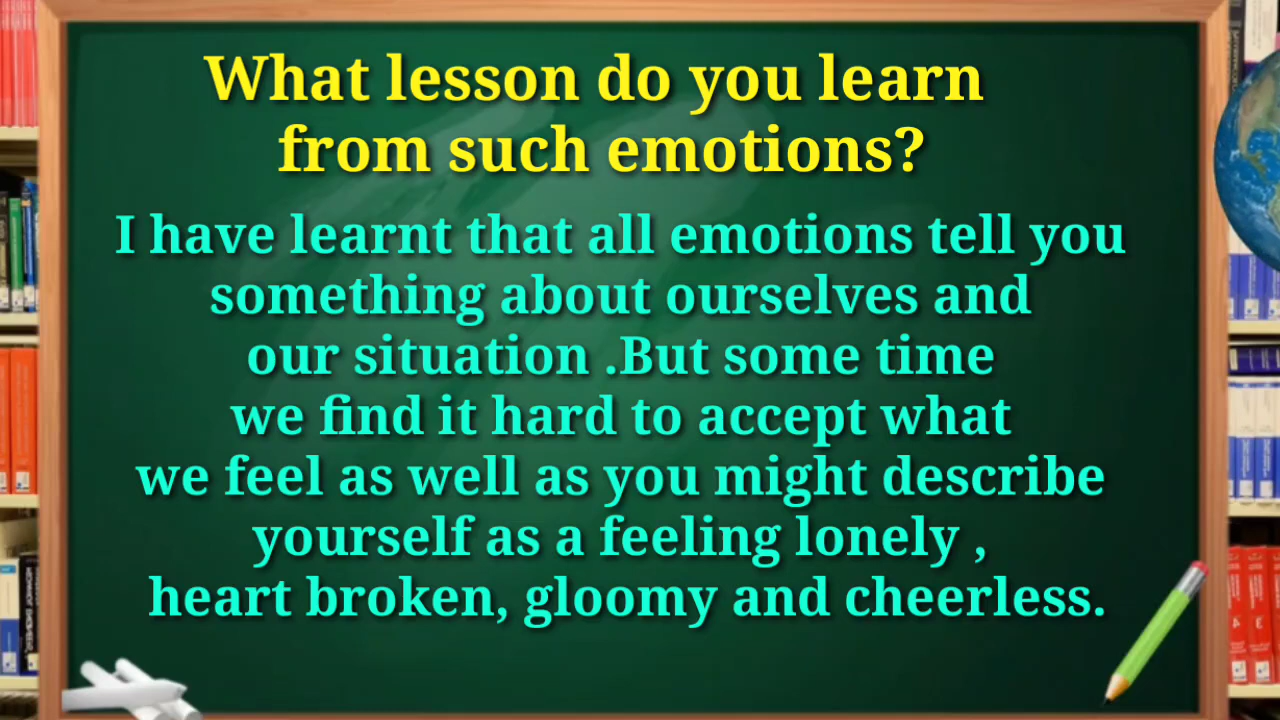 What lesson do you learn
from such emotions?
I have learnt that all emotions tell you
something about ourselves and
our situation .But some time
we find it hard to accept what
we feel as well as you might describe
yourself as a feeling lonely ,
heart broken, gloomy and cheerless.